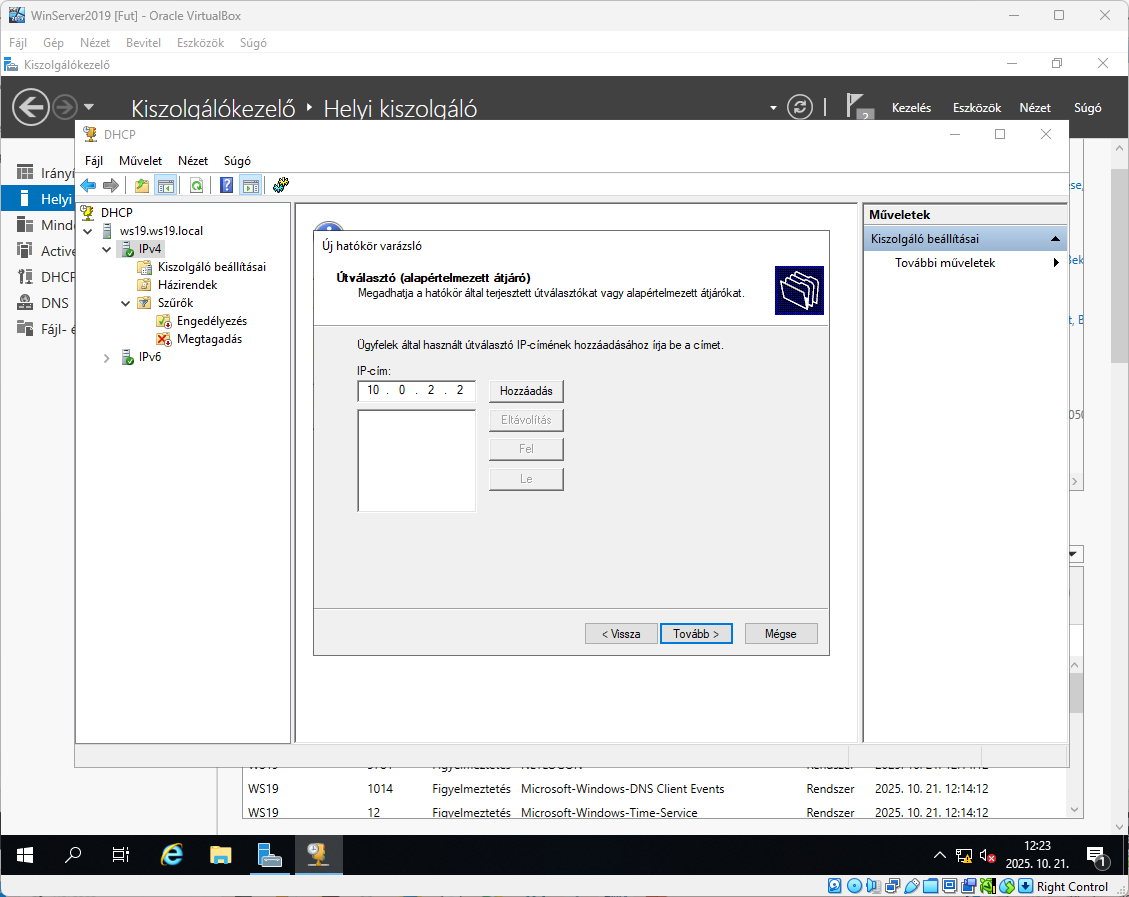 WinServer2019 [Fut] - Oracle VirtualBox
Fájl Gép Nézet Bevitel Eszközök Súgó
Kiszolgálókezelő
Kiszolgálókezelő Helyi kiszolgáló
Kezelés Eszközök Nézet Súgó
DHCP
Fájl Művelet Nézet Súgó
Helyi
DHCP
DNS
Fájl- é
DHCP
ws19.ws19.local
IPv4
Kiszolgáló beállításai
Házirendek
Szűrők
Engedélyezés
Megtagadás
IPv6
Új hatókör varázsló
Útválasztó (alapértelmezett átjáró)
Megadhatja a hatókör által terjesztett útválasztókat vagy alapértelmezett átjárókat.
Ügyfelek által használt útválasztó IP-címének hozzáadásához írja be a címet.
IP-cím:
10 . 0 . 2 . 2
Hozzáadás
Eltávolítás
Fel
Le
< Vissza Tovább > Mégse
Műveletek
Kiszolgáló beállításai
További műveletek
WS19 1014 Figyelmeztetés Microsoft-Windows-DNS Client Events Rendszer 2025. 10. 21. 12:14:12
WS19 12 Figyelmeztetés Microsoft-Windows-Time-Service Rendszer 2025. 10. 21. 12:14:12
12:23
2025. 10. 21.
1
Right Control